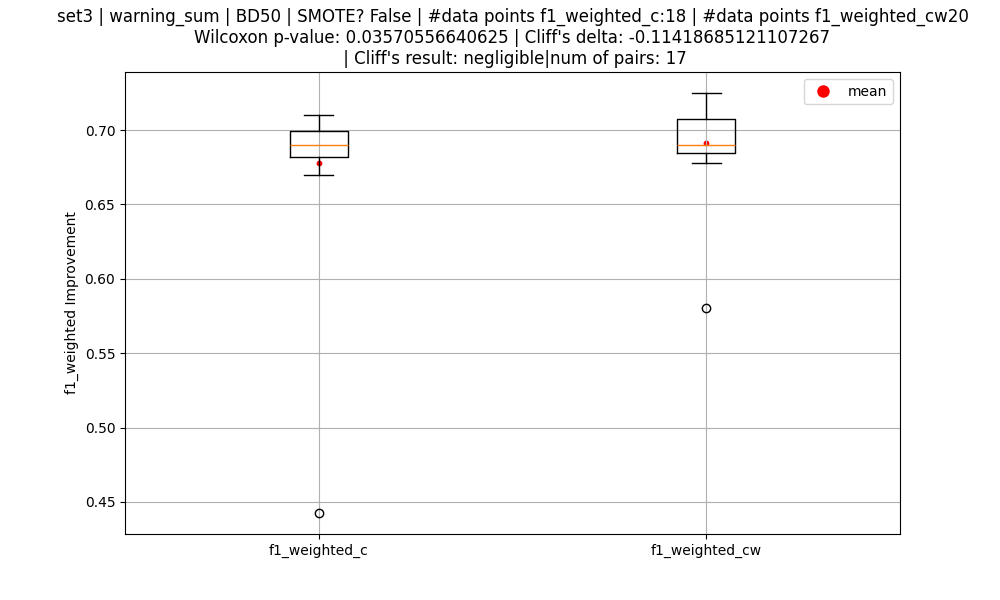 set3 | warning_sum | BD50 | SMOTE? False | #data points f1_weighted_c:18 | #data points f1_weighted_cw20
Wilcoxon p-value: 0.03570556640625 | Cliff's delta: -0.11418685121107267
| Cliff's result: negligible|num of pairs: 17
mean
f1_weighted Improvement
0.70
0.65
0.60
0.55
0.50
0.45
f1_weighted_c
f1_weighted_cw